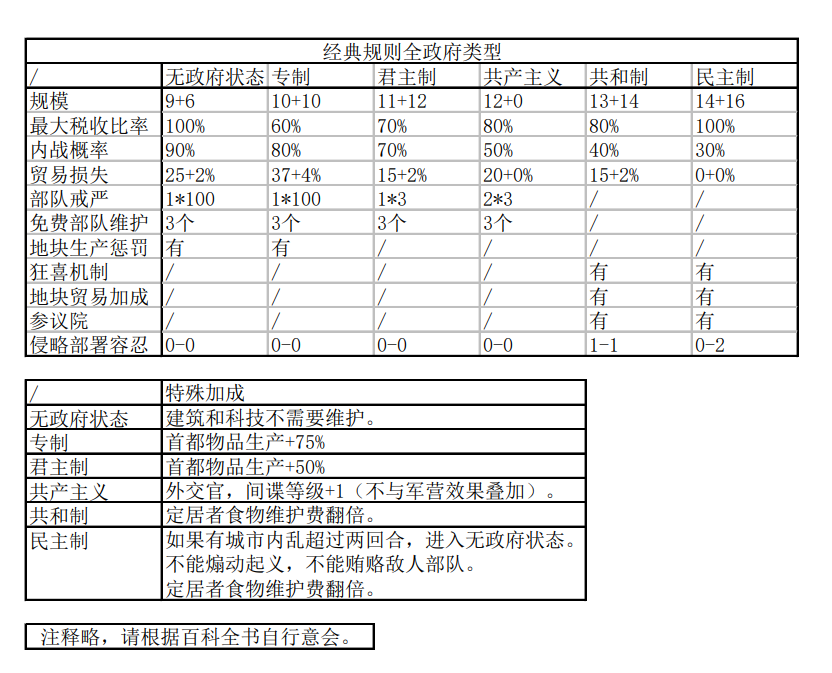 经典规则全政府类型
/ 无政府状态 专制 君主制 共产主义 共和制 民主制
规模 9+6 10+10 11+12 12+0 13+14 14+16
最大税收比率 100% 60% 70% 80% 80% 100%
内战概率 90% 80% 70% 50% 40% 30%
贸易损失 25+2% 37+4% 15+2% 20+0% 15+2% 0+0%
部队戒严 1*100 1*100 1*3 2*3 / /
免费部队维护 3个 3个 3个 3个 / /
地块生产惩罚 有 有 / / / /
狂喜机制 / / / / 有 有
地块贸易加成 / / / / 有 有
参议院 / / / / 有 有
侵略部署容忍 0-0 0-0 0-0 0-0 1-1 0-2
/ 特殊加成
无政府状态 建筑和科技不需要维护。
专制 首都物品生产+75%
君主制 首都物品生产+50%
共产主义 外交官，间谍等级+1（不与军营效果叠加）。
共和制 定居者食物维护费翻倍。
民主制 如果有城市内乱超过两回合，进入无政府状态。
不能煽动起义，不能贿赂敌人部队。
定居者食物维护费翻倍。
注释略，请根据百科全书自行意会。